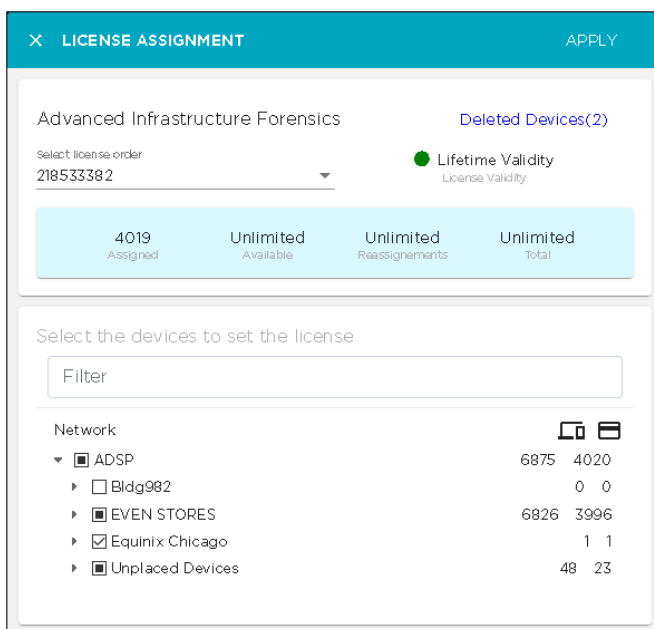 LICENSE ASSIGNMENT APPLY
Advanced Infrastructure Forensics Deleted Devices(2)
Select license order
218533382
Lifetime Validity
License Validity
4019 Unlimited Unlimited Unlimited
Assigned Available Reassignements Total
Select the devices to set the license
Filter
Network
ADSP 6875 4020
Bldg982 0 0
EVEN STORES 6826 3996
Equinix Chicago 1 1
Unplaced Devices 48 23